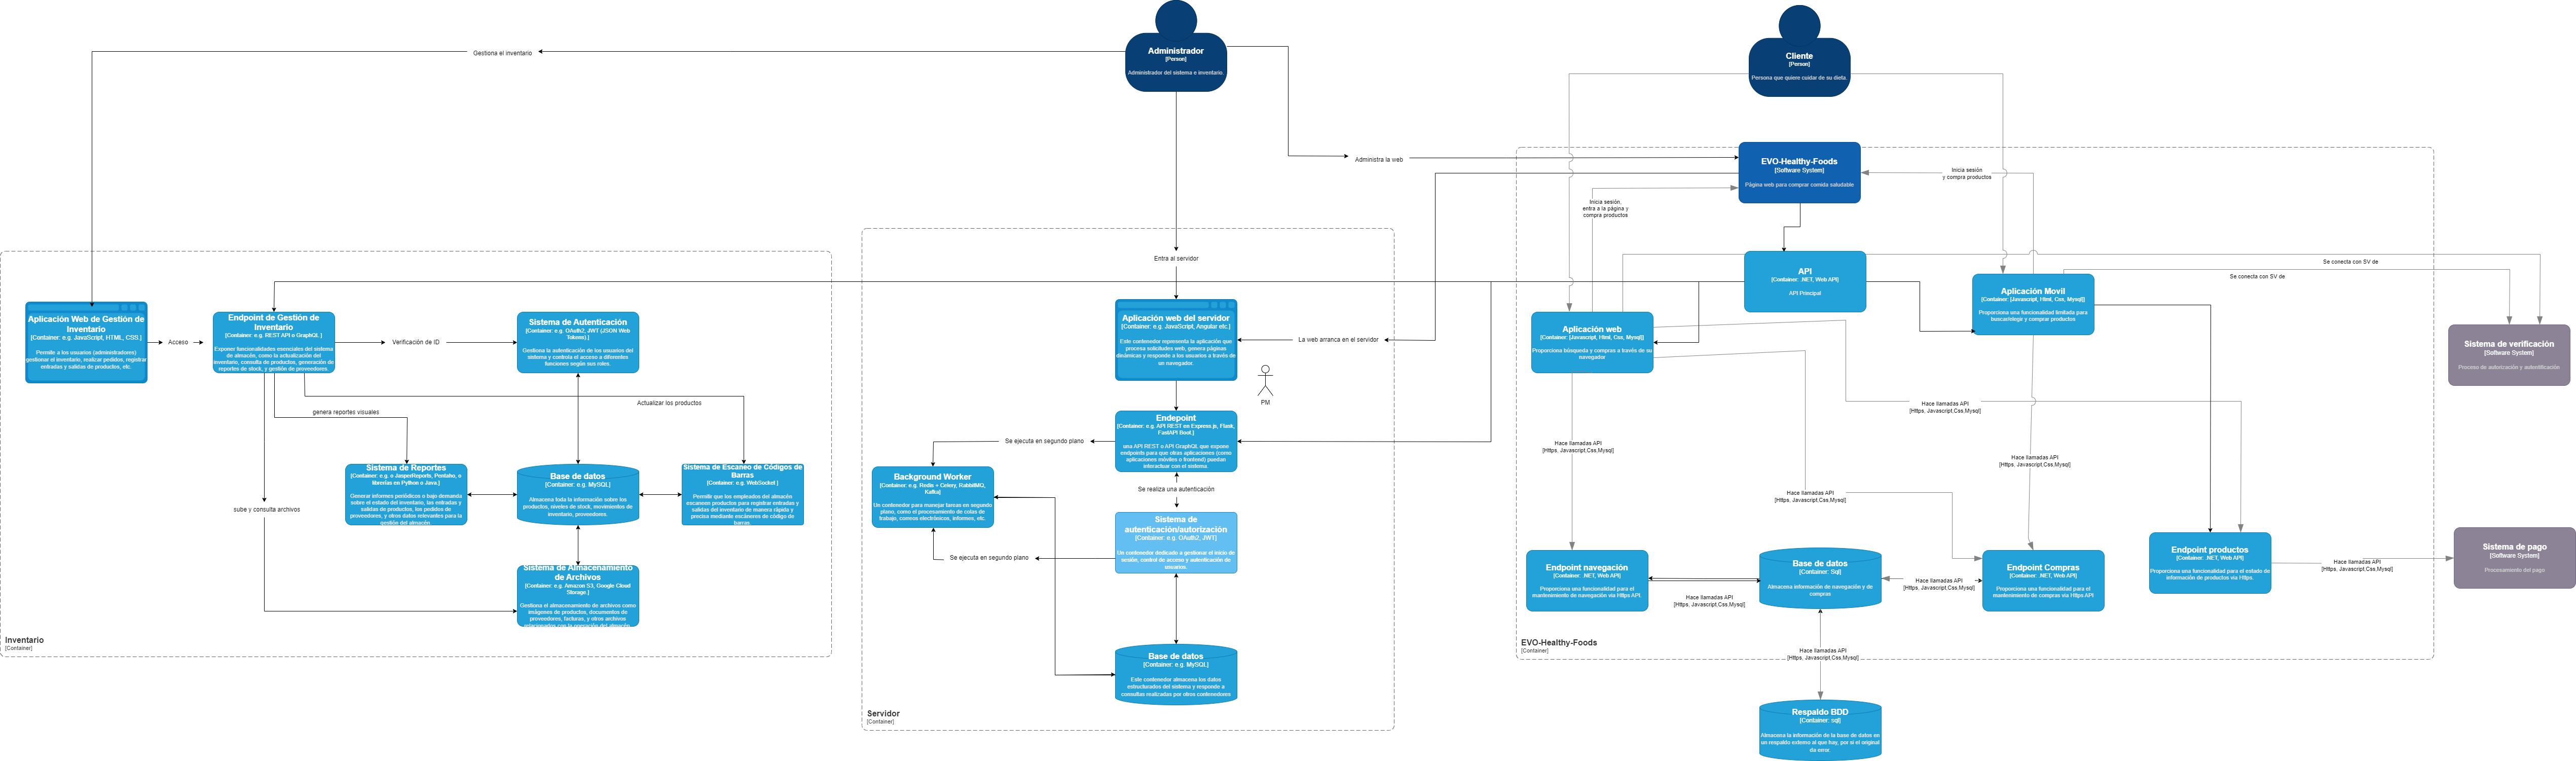 Administrador
[Person]
Administrador del sistema e inventario.
Cliente
[Person]
Persona que quiere cuidar de su dieta.
Gestiona el inventario
Administra la web
Entra al servidor
Inventario
[Container]
Aplicación Web de Gestión de
Inventario
[Container: e.g. JavaScript, HTML, CSS.]
Permite a los usuarios (administradores)
gestionar el inventario, realizar pedidos, registrar
entradas y salidas de productos, etc.
Acceso
Endpoint de Gestión de
Inventario
[Container: e.g. REST API o GraphQL ]
Exponer funcionalidades esenciales del sistema
de almacén, como la actualización del
inventario, consulta de productos, generación de
reportes de stock, y gestión de proveedores.
Verificación de ID
Sistema de Autenticación
[Container: e.g. OAuth2, JWT (JSON Web
Tokens).]
Gestiona la autenticación de los usuarios del
sistema y controla el acceso a diferentes
funciones según sus roles.
genera reportes visuales
Actualizar los productos
sube y consulta archivos
Sistema de Reportes
[Container: e.g. o JasperReports, Pentaho, o
librerías en Python o Java.]
Generar informes periódicos o bajo demanda
sobre el estado del inventario, las entradas y
salidas de productos, los pedidos de
proveedores, y otros datos relevantes para la
gestión del almacén.
Base de datos
[Container: e.g. MySQL]
Almacena toda la información sobre los
productos, niveles de stock, movimientos de
inventario, proveedores.
Sistema de Escaneo de Códigos de
Barras
[Container: e.g. WebSocket ]
Permitir que los empleados del almacén
escaneen productos para registrar entradas y
salidas del inventario de manera rápida y
precisa mediante escáneres de código de
barras
Sistema de Almacenamiento
de Archivos
[Container: e.g. Amazon S3, Google Cloud
Storage.]
Gestiona el almacenamiento de archivos como
imágenes de productos, documentos de
proveedores, facturas, y otros archivos
relacionados con la operación del almacén.
Servidor
[Container]
Aplicación web del servidor
[Container: e.g. JavaScript, Angular etc.]
Este contenedor representa la aplicación que
procesa solicitudes web, genera páginas
dinámicas y responde a los usuarios a través de
un navegador.
La web arranca en el servidor
PM
Endepoint
[Container: e.g. API REST en Express.js, Flask,
FastAPI Boot.]
una API REST o API GraphQL que expone
endpoints para que otras aplicaciones (como
aplicaciones móviles o frontend) puedan
interactuar con el sistema.
Se ejecuta en segundo plano
Background Worker
[Container: e.g. Redis + Celery, RabbitMQ,
Kafka]
Un contenedor para manejar tareas en segundo
plano, como el procesamiento de colas de
trabajo, correos electrónicos, informes, etc.
Se realiza una autenticación
Sistema de
autenticación/autorización
[Container: e.g. OAuth2, JWT]
Un contenedor dedicado a gestionar el inicio de
sesión, control de acceso y autenticación de
usuarios.
Se ejecuta en segundo plano
Base de datos
[Container: e.g. MySQL]
Este contenedor almacena los datos
estructurados del sistema y responde a
consultas realizadas por otros contenedores
EVO-Healthy-Foods
[Container]
EVO-Healthy-Foods
[Software System]
Página web para comprar comida saludable
Inicia sesión
y compra productos
Inicia sesión,
entra a la página y
compra productos
API
[Container: .NET, Web API]
API Principal
Se conecta con SV de
Se conecta con SV de
Aplicación web
[Container: [Javascript, Html, Css, Mysql]]
Proporciona búsqueda y compras a través de su
navegador
Aplicación Movil
[Container: [Javascript, Html, Css, Mysql]]
Proporciona una funcionalidad limitada para
buscar/elegir y comprar productos
Sistema de verificación
[Software System]
Proceso de autorización y autentificación
Hace llamadas API
[Https, Javascript,Css,Mysql]
Hace llamadas API
[Https, Javascript,Css,Mysql]
Hace llamadas API
[Https, Javascript,Css,Mysql]
Hace llamadas API
[Https, Javascript,Css,Mysql]
Endpoint navegación
[Container: .NET, Web API]
Proporciona una funcionalidad para el
mantenimiento de navegación via Https API.
Hace llamadas API
[Https, Javascript,Css,Mysql]
Base de datos
[Container: Sql]
Almacena información de navegación y de
compras
Hace llamadas API
[Https, Javascript,Css,Mysql]
Endpoint Compras
[Container: .NET, Web API]
Proporciona una funcionalidad para el
mantenimiento de compras via Https API
Endpoint productos
[Container: .NET, Web API]
Proporciona una funcionalidad para el estado de
información de productos via Https.
Hace llamadas API
[Https, Javascript,Css,Mysql]
Sistema de pago
[Software System]
Procesamiento del pago
Hace llamadas API
[Https, Javascript,Css,Mysql]
Respaldo BDD
[Container: sql]
Almacena la información de la base de datos en
un respaldo externo al que hay, por si el original
da error.